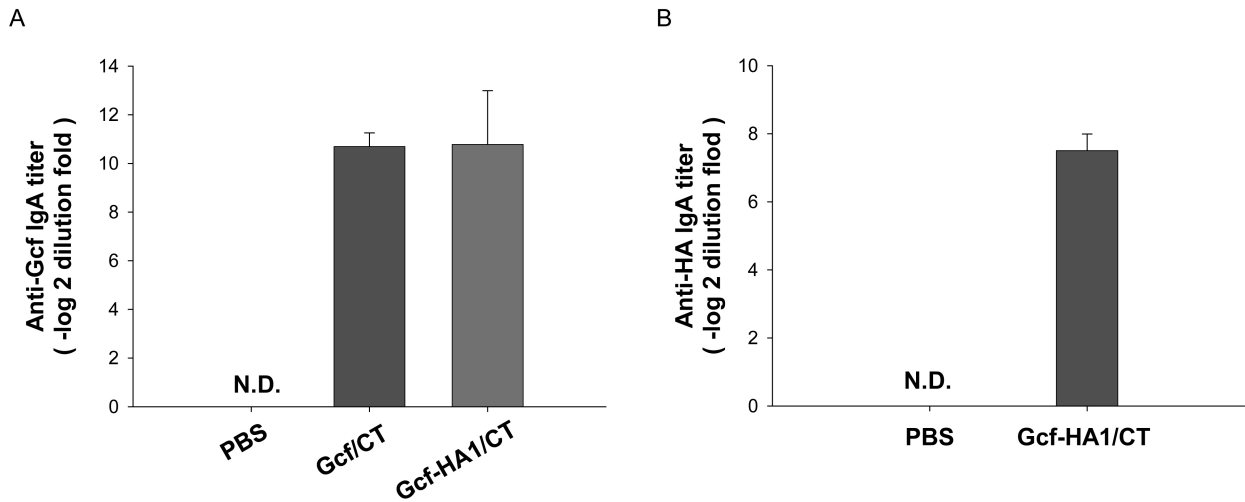 A
Anti-Gcf IgA titer
( -log 2 dilution fold )
14
12
10
8
6
4
2
0
N.D.
PBS
Gcf/CT
Gcf-HA1/CT
B
Anti-HA IgA titer
( -log 2 dilution flod )
10
8
6
4
2
0
N.D.
PBS
Gcf-HA1/CT